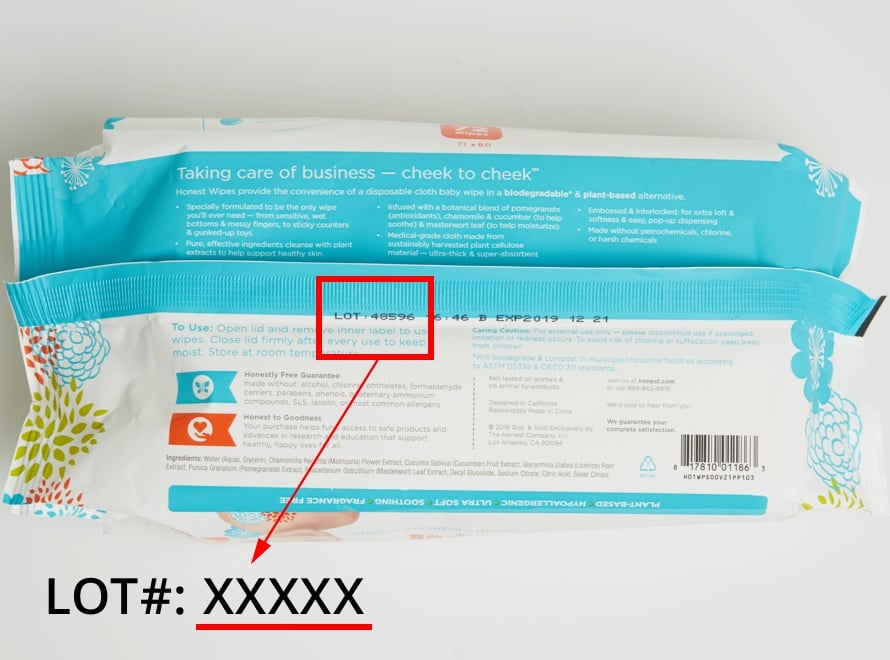 72
wipes
7.1 x 8.0
Taking care of business — cheek to cheek℠
Honest Wipes provide the convenience of a disposable cloth baby wipe in a biodegradable* & plant-based alternative.
• Specially formulated to be the only wipe
you'll ever need — from sensitive, wet
bottoms & messy fingers, to sticky counters
& gunked-up toys
• Pure, effective ingredients cleanse with plant
extracts to help support healthy skin
• Infused with a botanical blend of pomegranate
(antioxidants), chamomile & cucumber (to help
soothe) & masterwort leaf (to help moisturize)
• Medical-grade cloth made from
sustainably harvested plant cellulose
material — ultra-thick & super-absorbent
• Embossed & interlocked: for extra loft &
softness & easy, pop-up dispensing
• Made without petrochemicals, chlorine,
or harsh chemicals
LOT:48596 6:46 B EXP2019 12 21
To Use: Open lid and remove inner label to use
wipes. Close lid firmly after every use to keep
moist. Store at room temperature.
Caring Caution: For external use only — please discontinue use if prolonged
irritation or redness occurs. To avoid risk of choking or suffocation, keep away
from children.
*Will biodegrade & compost in municipal/industrial facilities according
to ASTM D5338 & OECD 311 standards.
Honestly Free Guarantee
made without: alcohol, chlorine, phthalates, formaldehyde
carriers, parabens, phenols, quaternary ammonium
compounds, SLS, lanolin, or most common allergens
Honest to Goodness
Your purchase helps fund access to safe products and
advances in research and education that support
healthy, happy lives for all.
Not tested on animals &
no animal by-products.
Designed in California
Responsibly Made in China
© 2016 Dist. & Sold Exclusively by
The Honest Company, Inc.
Los Angeles, CA 90094
Join us at honest.com
or call 888-862-8818
We'd love to hear from you:
We guarantee your
complete satisfaction.
Ingredients: Water (Aqua), Glycerin, Chamomilla Recutita (Matricaria) Flower Extract, Cucumis Sativus (Cucumber) Fruit Extract, Glycyrrhiza Glabra (Licorice) Root
Extract, Punica Granatum (Pomegranate) Extract, Peucedanum Ostruthium (Masterwort) Leaf Extract, Decyl Glucoside, Sodium Citrate, Citric Acid, Silver Citrate
8 17810 01186 3
H01WPS00V21PP103
PLANT-BASED • HYPOALLERGENIC • ULTRA SOFT • SOOTHING • FRAGRANCE FREE
LOT#: XXXXX